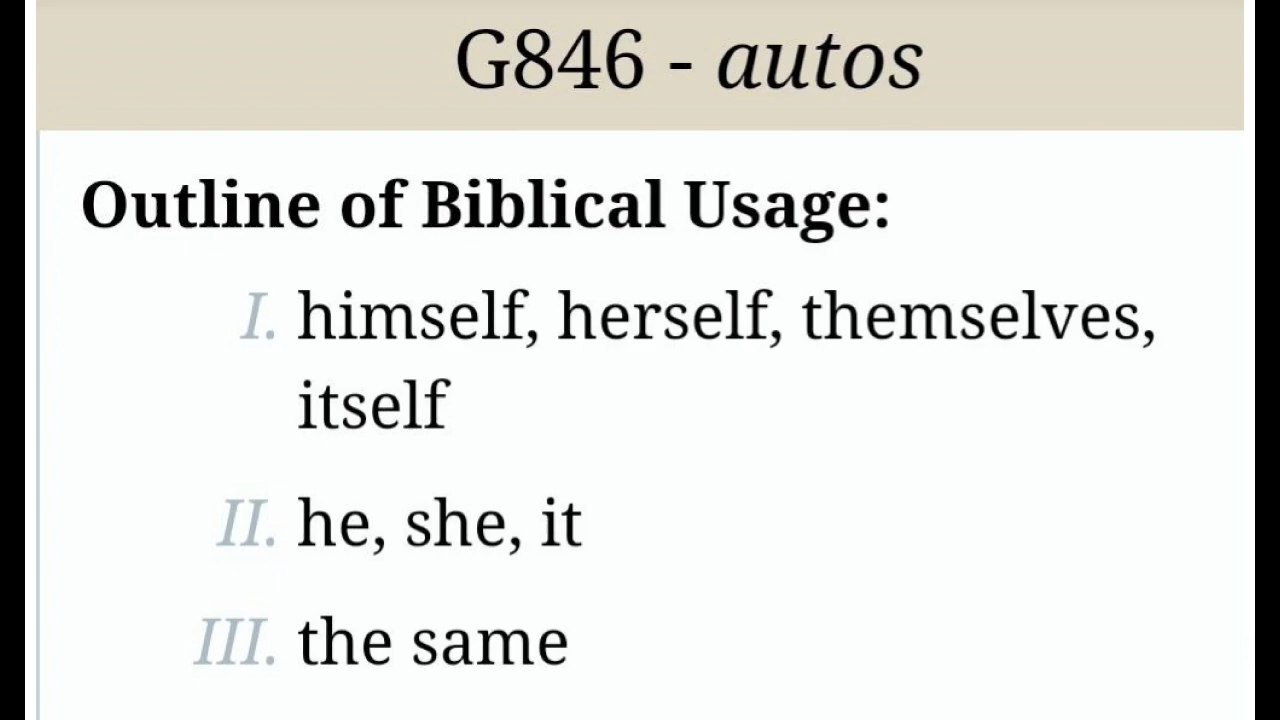 G846 - autos
Outline of Biblical Usage:
I. himself, herself, themselves,
itself
II. he, she, it
III. the same